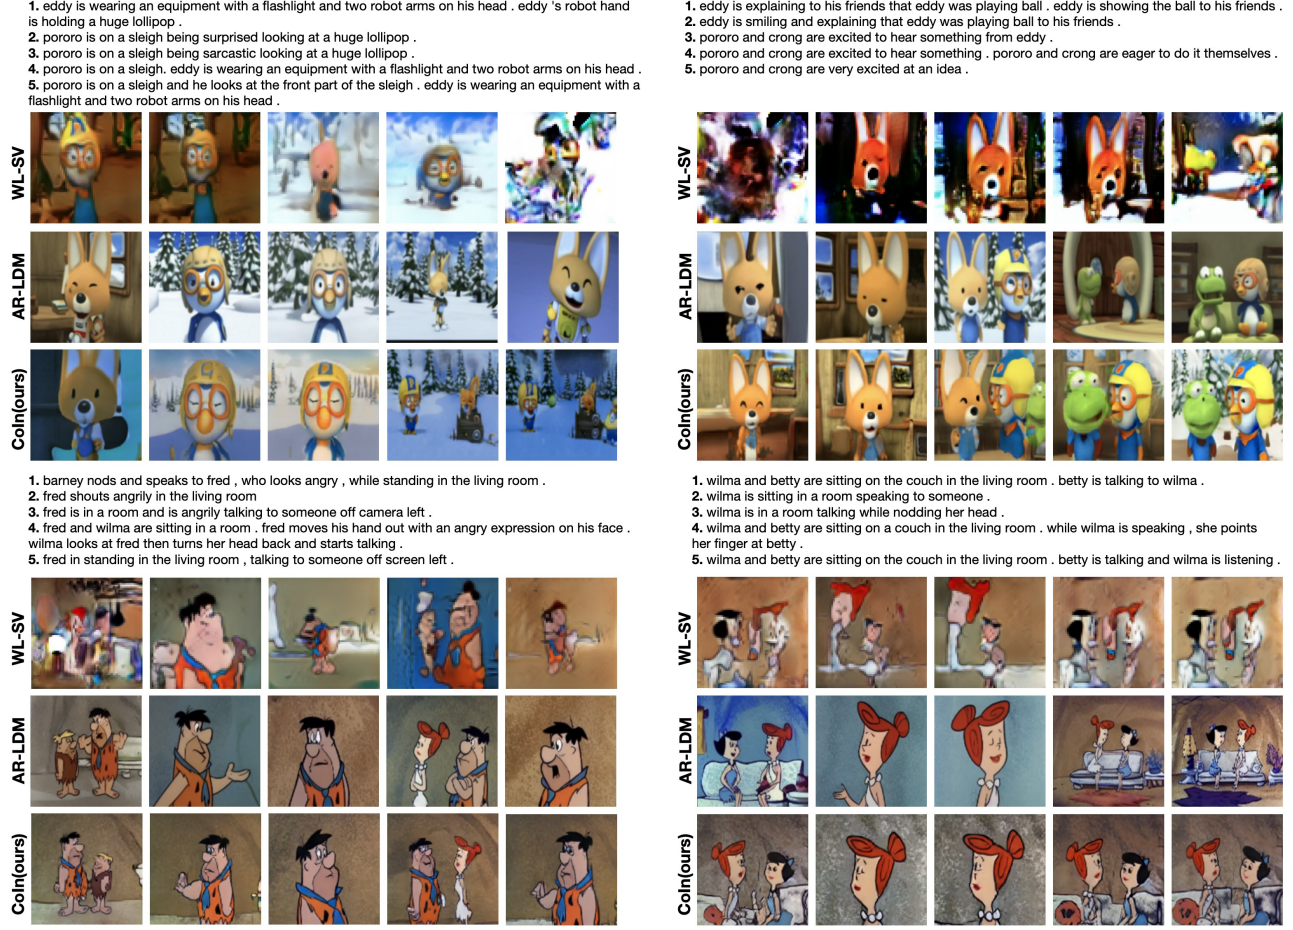 1. eddy is wearing an equipment with a flashlight and two robot arms on his head . eddy 's robot hand
is holding a huge lollipop .
2. pororo is on a sleigh being surprised looking at a huge lollipop .
3. pororo is on a sleigh being sarcastic looking at a huge lollipop .
4. pororo is on a sleigh. eddy is wearing an equipment with a flashlight and two robot arms on his head .
5. pororo is on a sleigh and he looks at the front part of the sleigh . eddy is wearing an equipment with a
flashlight and two robot arms on his head .
WL-SV
AR-LDM
CoIn(ours)
1. eddy is explaining to his friends that eddy was playing ball . eddy is showing the ball to his friends .
2. eddy is smiling and explaining that eddy was playing ball to his friends .
3. pororo and crong are excited to hear something from eddy .
4. pororo and crong are excited to hear something . pororo and crong are eager to do it themselves .
5. pororo and crong are very excited at an idea .
WL-SV
AR-LDM
CoIn(ours)
1. barney nods and speaks to fred , who looks angry , while standing in the living room .
2. fred shouts angrily in the living room
3. fred is in a room and is angrily talking to someone off camera left .
4. fred and wilma are sitting in a room . fred moves his hand out with an angry expression on his face .
wilma looks at fred then turns her head back and starts talking .
5. fred in standing in the living room , talking to someone off screen left .
WL-SV
AR-LDM
CoIn(ours)
1. wilma and betty are sitting on the couch in the living room . betty is talking to wilma .
2. wilma is sitting in a room speaking to someone .
3. wilma is in a room talking while nodding her head .
4. wilma and betty are sitting on a couch in the living room . while wilma is speaking , she points
her finger at betty .
5. wilma and betty are sitting on the couch in the living room . betty is talking and wilma is listening .
WL-SV
AR-LDM
CoIn(ours)